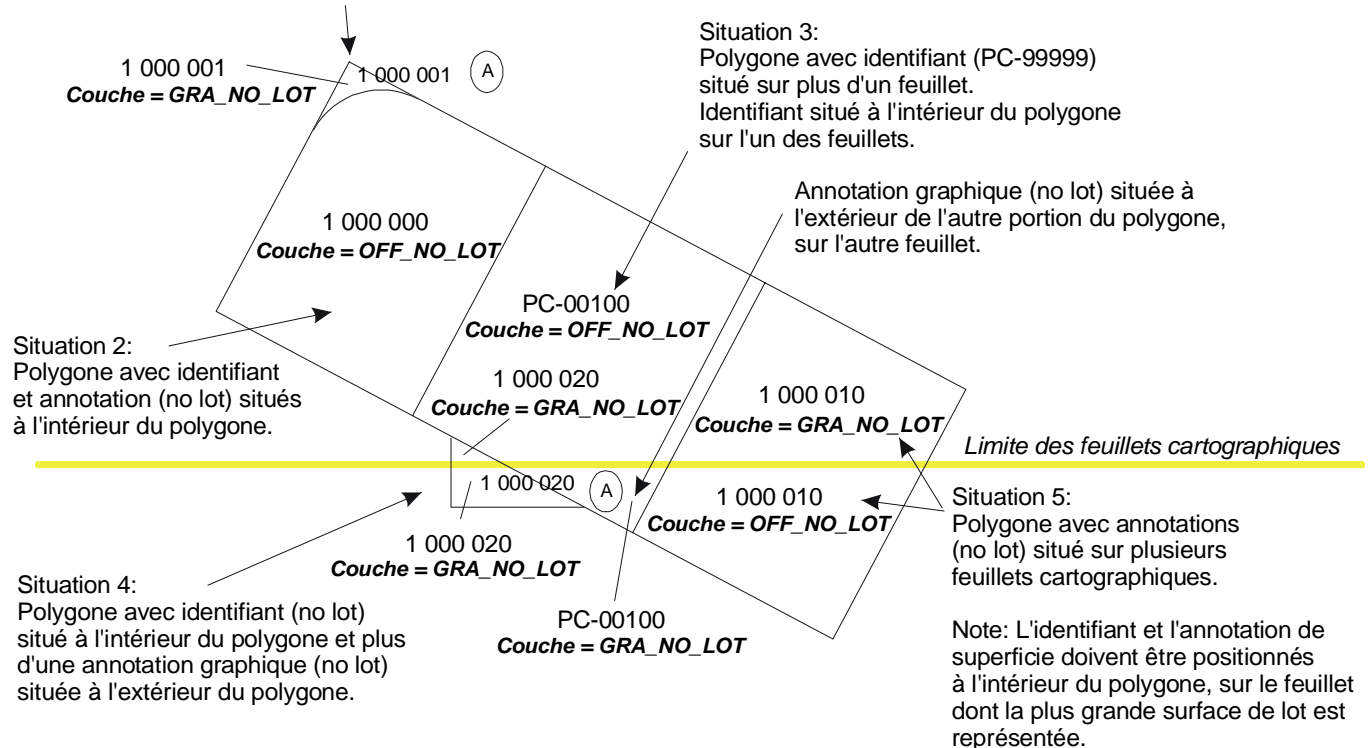 Situation 3:
Polygone avec identifiant (PC-99999)
situé sur plus d'un feuillet.
Identifiant situé à l'intérieur du polygone
sur l'un des feuillets.
1 000 001
Couche = GRA_NO_LOT
1 000 001
A
Annotation graphique (no lot) située à
l'extérieur de l'autre portion du polygone,
sur l'autre feuillet.
1 000 000
Couche = OFF_NO_LOT
PC-00100
Couche = OFF_NO_LOT
Situation 2:
Polygone avec identifiant
et annotation (no lot) situés
à l'intérieur du polygone.
1 000 020
Couche = GRA_NO_LOT
1 000 010
Couche = GRA_NO_LOT
Limite des feuillets cartographiques
1 000 020
A
1 000 010
Couche = OFF_NO_LOT
Situation 5:
Polygone avec annotations
(no lot) situé sur plusieurs
feuillets cartographiques.
1 000 020
Couche = GRA_NO_LOT
Situation 4:
Polygone avec identifiant (no lot)
situé à l'intérieur du polygone et plus
d'une annotation graphique (no lot)
située à l'extérieur du polygone.
PC-00100
Couche = GRA_NO_LOT
Note: L'identifiant et l'annotation de
superficie doivent être positionnés
à l'intérieur du polygone, sur le feuillet
dont la plus grande surface de lot est
représentée.